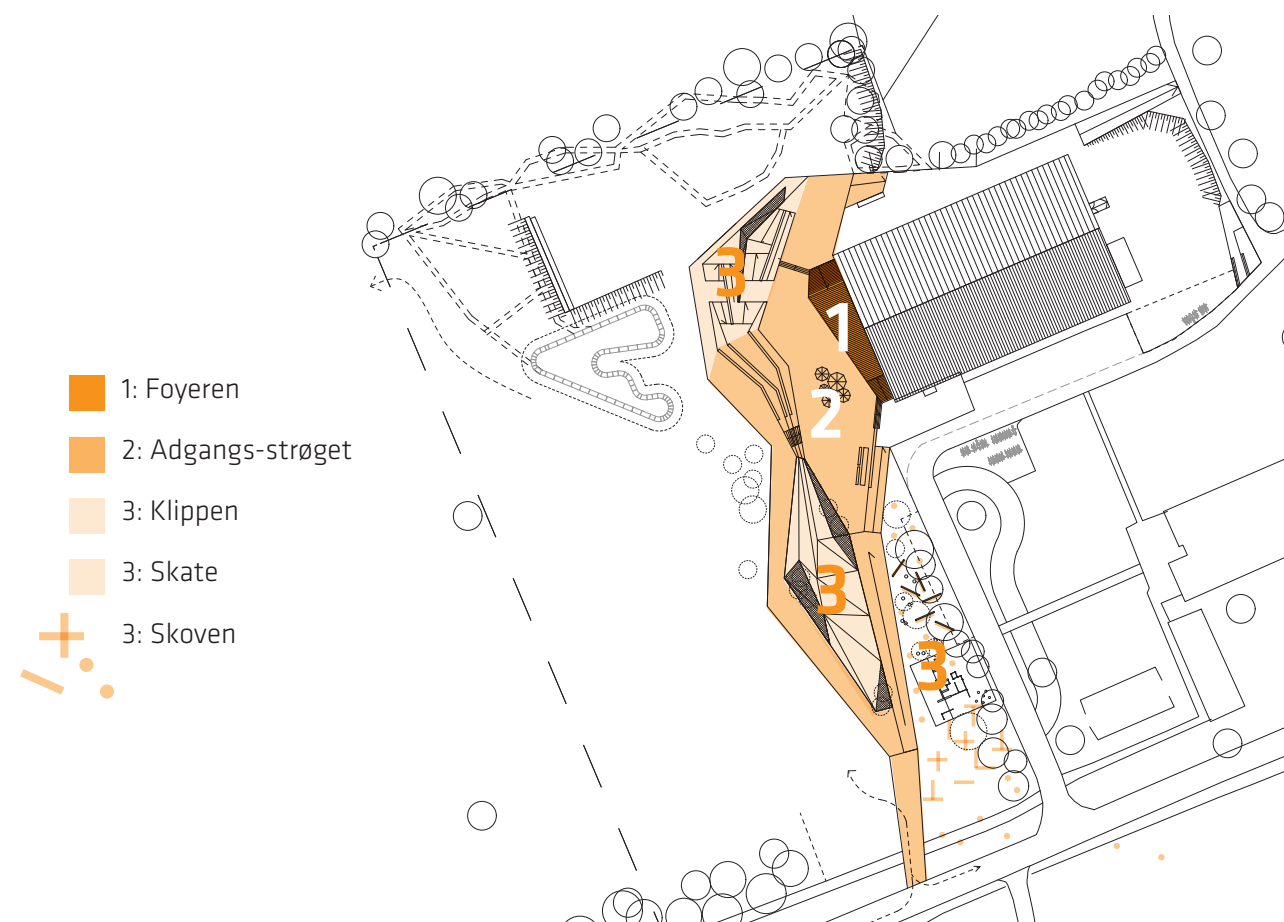 1: Foyeren
2: Adgangs-strøget
3: Klippen
3: Skate
3: Skoven
3
1
2
3
3